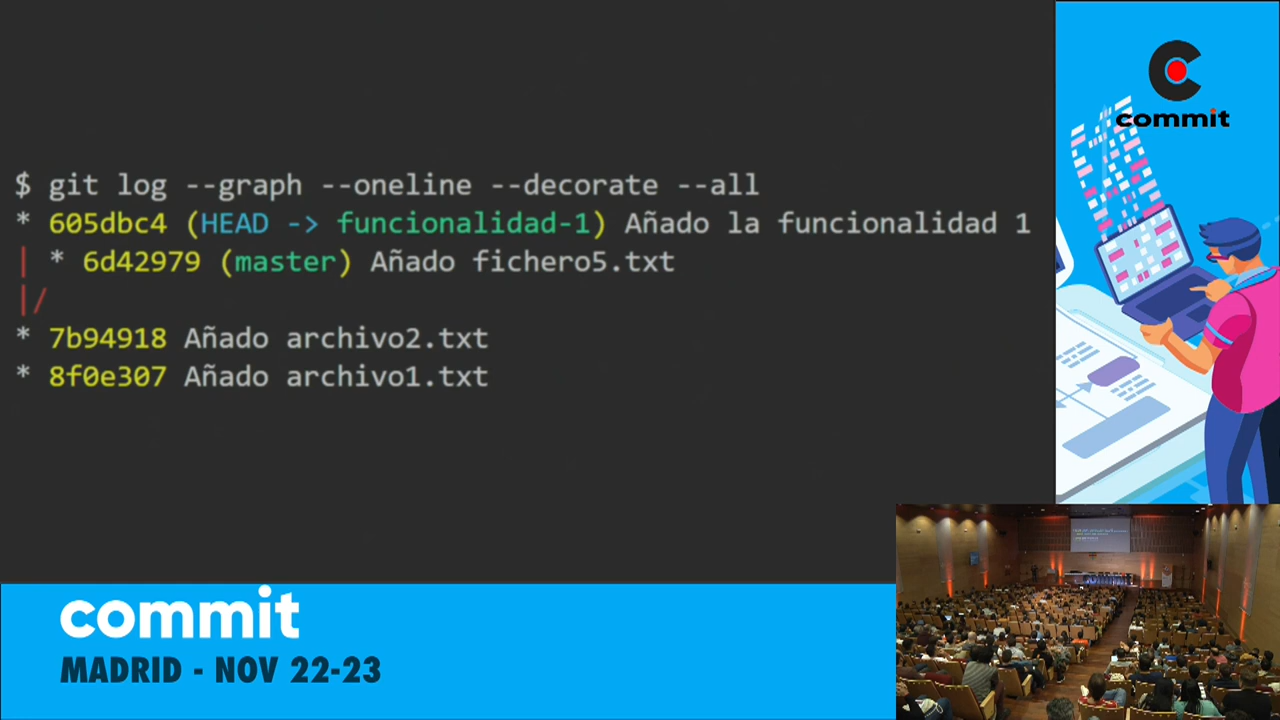 $ git log --graph --oneline --decorate --all
* 605dbc4 (HEAD -> funcionalidad-1) Añado la funcionalidad 1
| * 6d42979 (master) Añado fichero5.txt
|/
* 7b94918 Añado archivo2.txt
* 8f0e307 Añado archivo1.txt
commit
commit
MADRID - NOV 22-23